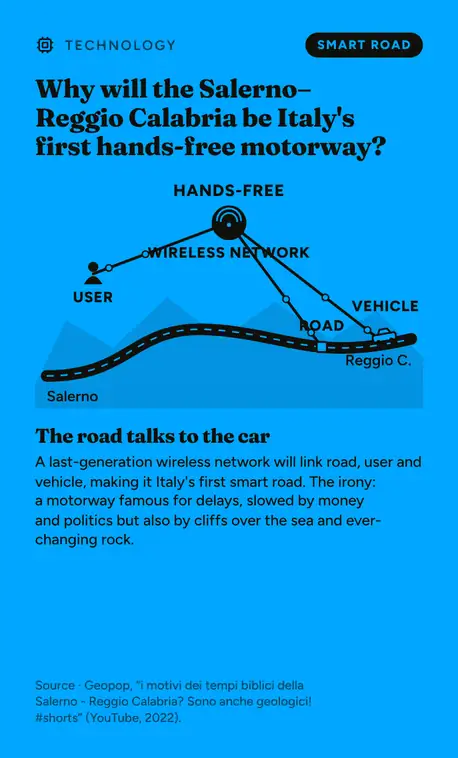 TECHNOLOGY
SMART ROAD
Why will the Salerno–
Reggio Calabria be Italy's
first hands-free motorway?
HANDS-FREE
WIRELESS NETWORK
USER
VEHICLE
ROAD
Reggio C.
Salerno
The road talks to the car
A last-generation wireless network will link road, user and
vehicle, making it Italy's first smart road. The irony:
a motorway famous for delays, slowed by money
and politics but also by cliffs over the sea and ever-
changing rock.
Source · Geopop, "i motivi dei tempi biblici della
Salerno - Reggio Calabria? Sono anche geologici!
#shorts" (YouTube, 2022).